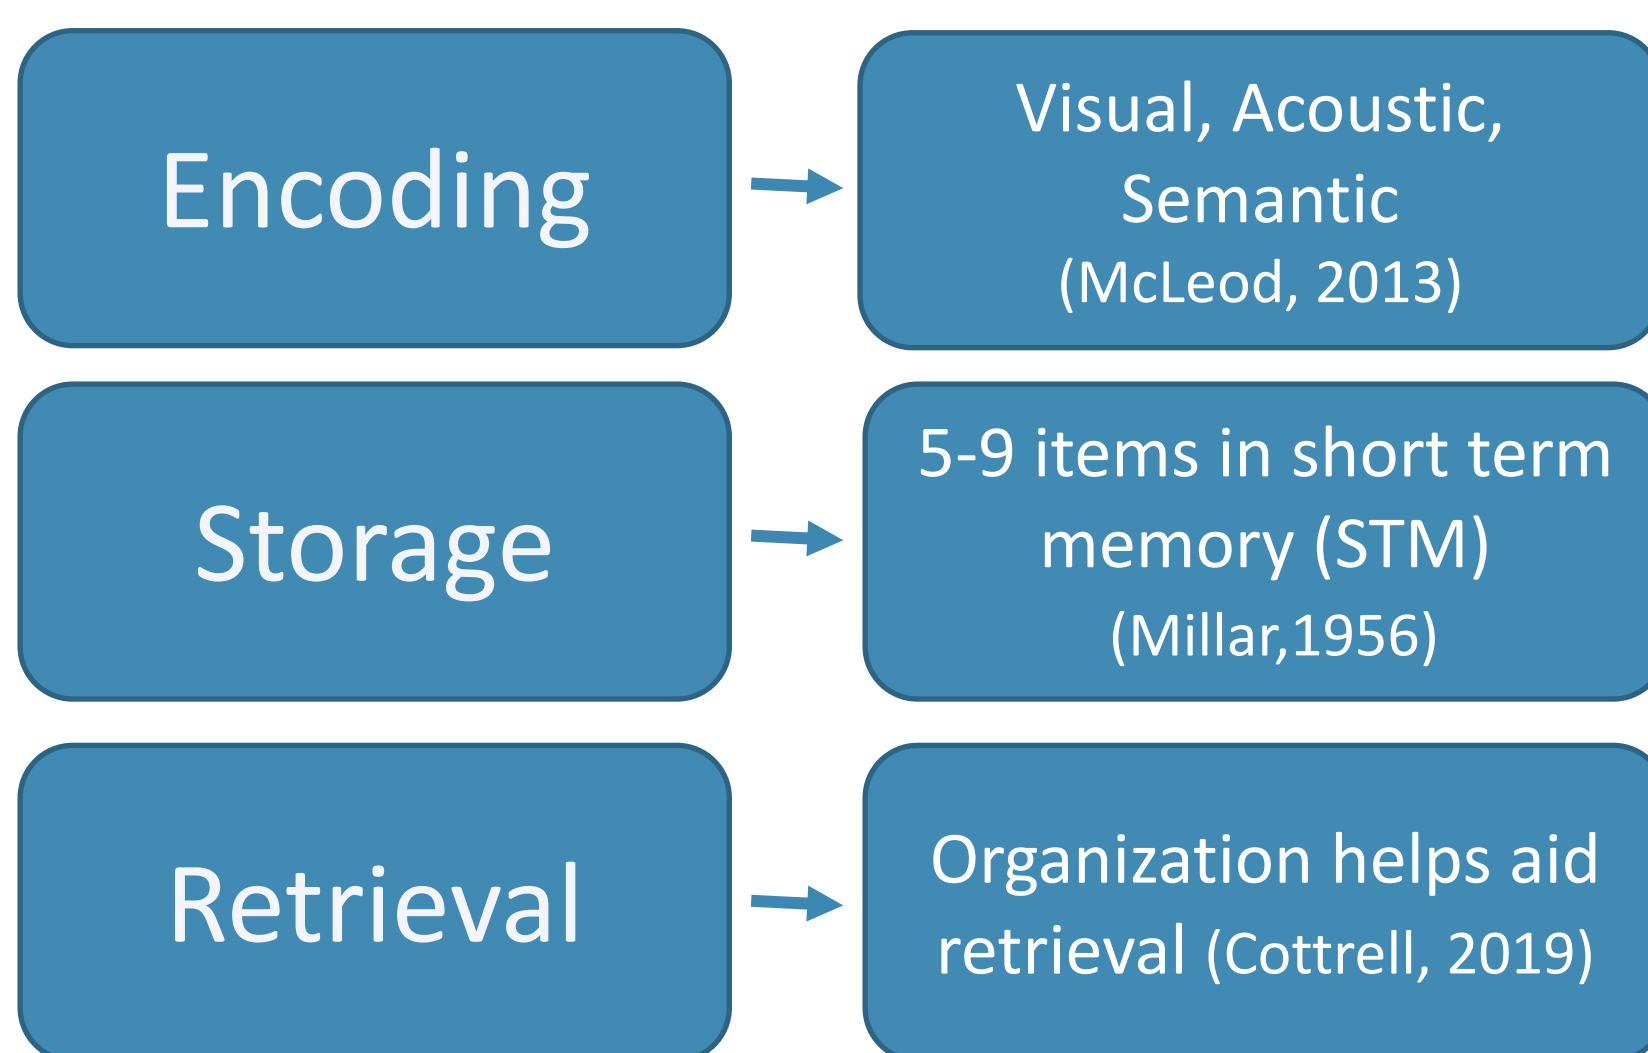 Encoding
Visual, Acoustic,
Semantic
(McLeod, 2013)
Storage
5-9 items in short term
memory (STM)
(Millar,1956)
Retrieval
Organization helps aid
retrieval (Cottrell, 2019)